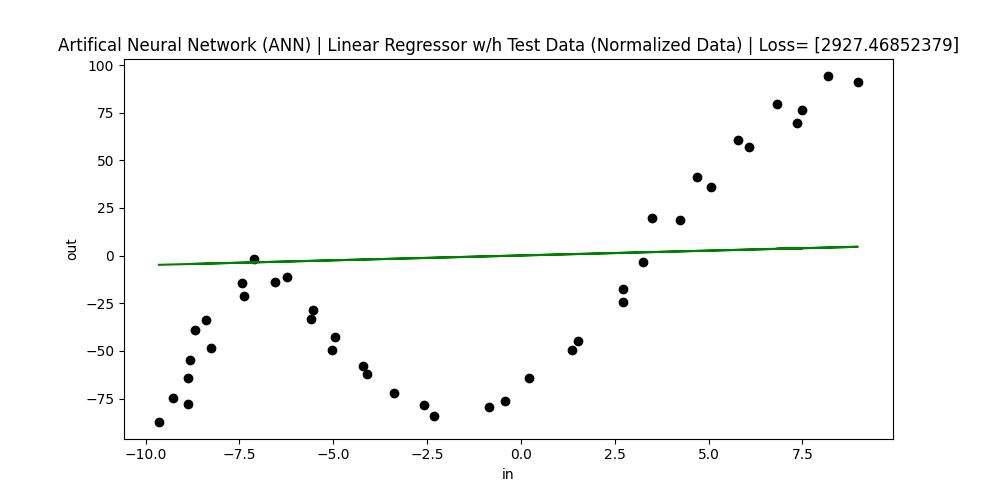 Artifical Neural Network (ANN) | Linear Regressor w/h Test Data (Normalized Data) | Loss= [2927.46852379]
100
75
50
25
0
−25
−50
−75
out
−10.0 −7.5 −5.0 −2.5 0.0 2.5 5.0 7.5
in